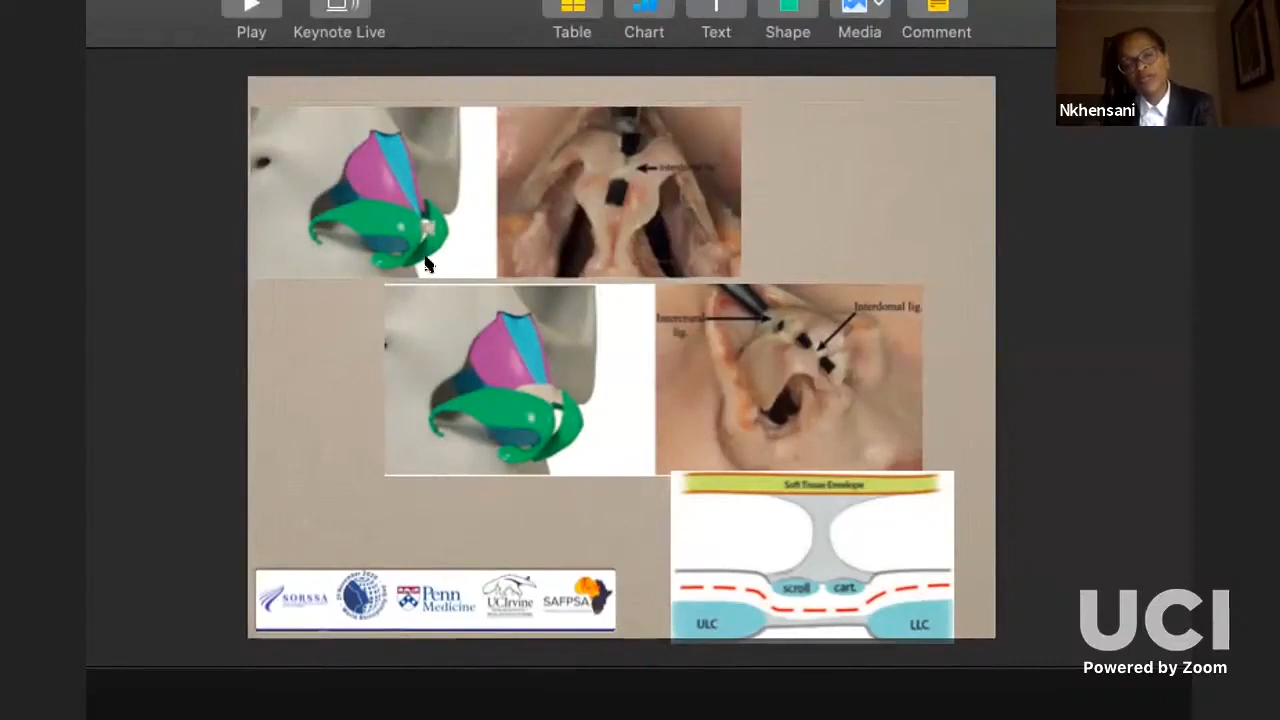 Play
Keynote Live
Table
Chart
Text
Shape
Media
Comment
Nkhensani
Interdomal lig.
Intercrural
lig.
Interdomal lig.
Soft Tissue Envelope
scroll
cart.
ULC
LLC
SORSSA
Penn
Medicine
UCIrvine
SAFPSA
UCI
Powered by Zoom